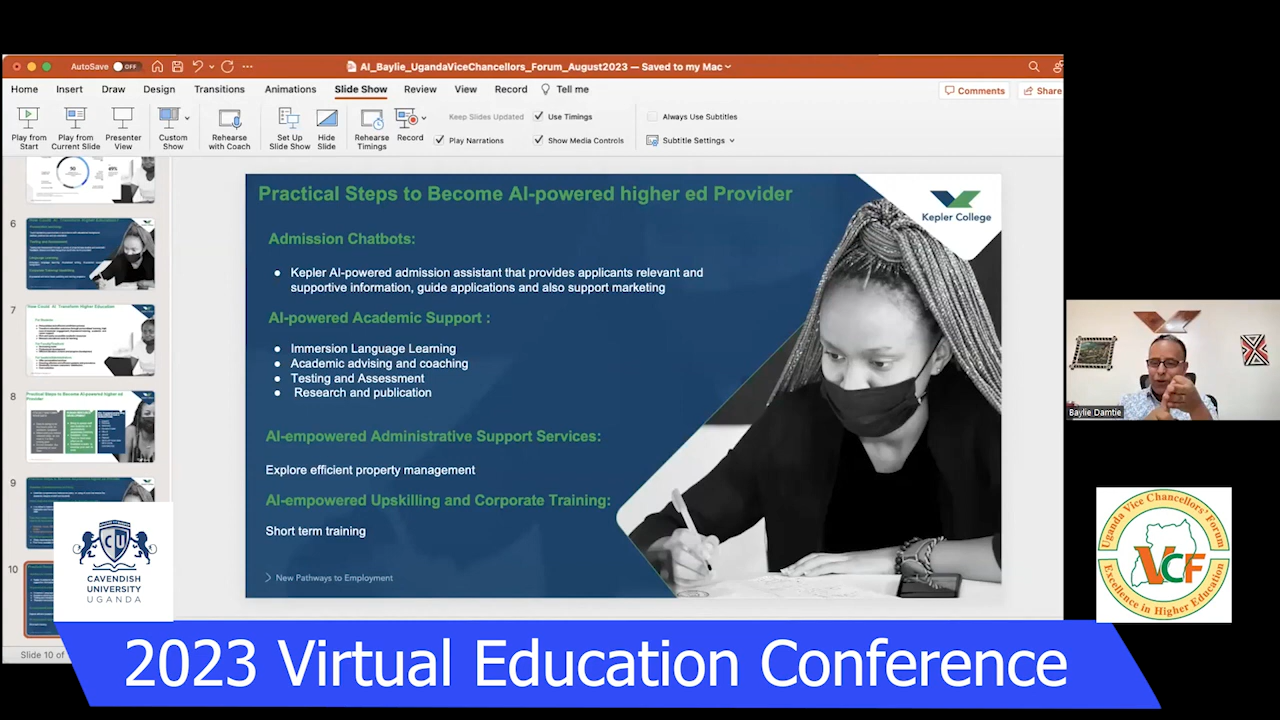 AutoSave OFF
AI_Baylie_UgandaViceChancellors_Forum_August2023 — Saved to my Mac
Home Insert Draw Design Transitions Animations Slide Show Review View Record Tell me
Comments Share
Play from Start
Play from Current Slide
Presenter View
Custom Show
Rehearse with Coach
Set Up Slide Show
Hide Slide
Rehearse Timings
Record
Keep Slides Updated
Use Timings
Play Narrations
Show Media Controls
Always Use Subtitles
Subtitle Settings
6
7
8
9
10
Practical Steps to Become AI-powered higher ed Provider
Kepler College
Admission Chatbots:
● Kepler AI-powered admission assistant that provides applicants relevant and
supportive information, guide applications and also support marketing
AI-powered Academic Support :
● Instruction Language Learning
● Academic advising and coaching
● Testing and Assessment
● Research and publication
AI-empowered Administrative Support Services:
Explore efficient property management
AI-empowered Upskilling and Corporate Training:
Short term training
New Pathways to Employment
Baylie Damtie
CU
CAVENDISH
UNIVERSITY
UGANDA
Uganda Vice Chancellors' Forum
VCF
Excellence in Higher Education
Slide 10 of
2023 Virtual Education Conference